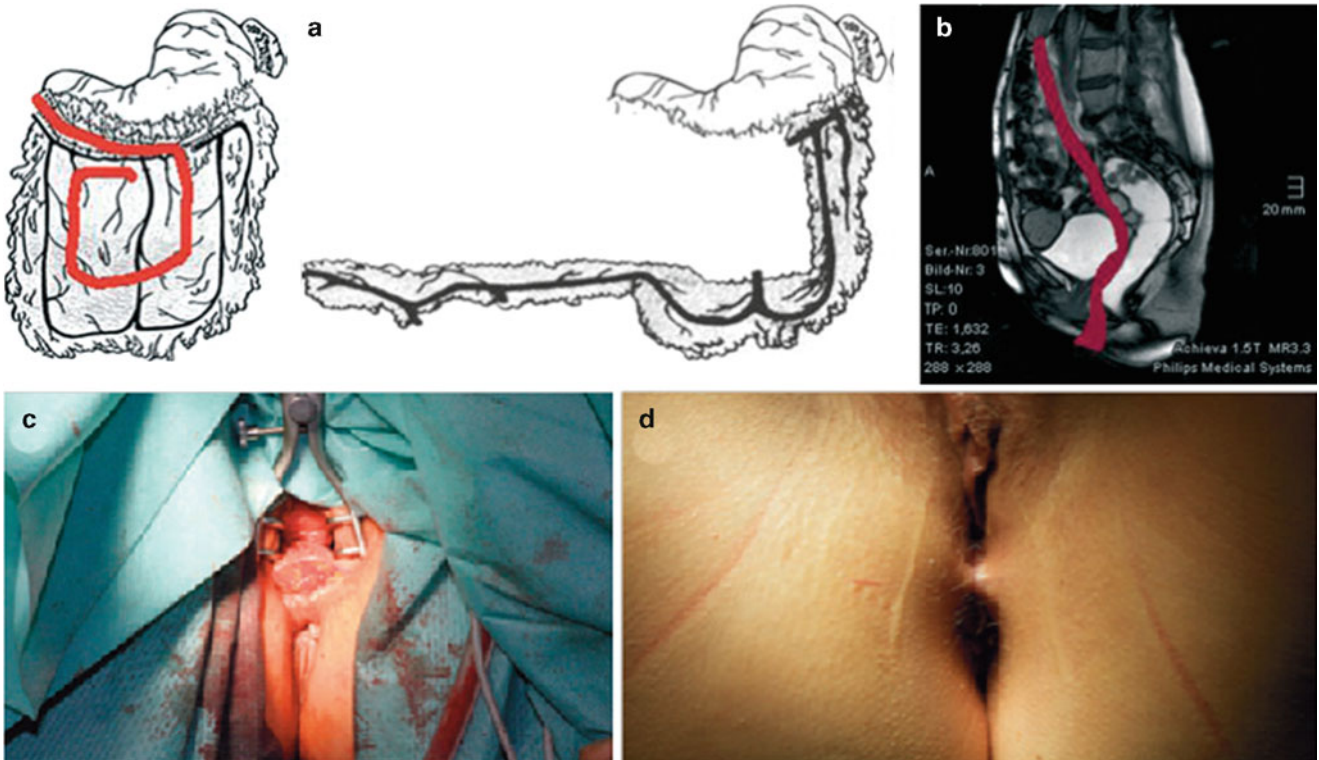 a
b
A
20 mm
Ser.-Nr:801
Bild-Nr: 3
SL:10
TP: 0
TE: 1,632
TR: 3,26
288 ×288
Achieva 1.5T MR3.3
Philips Medical Systems
c
d